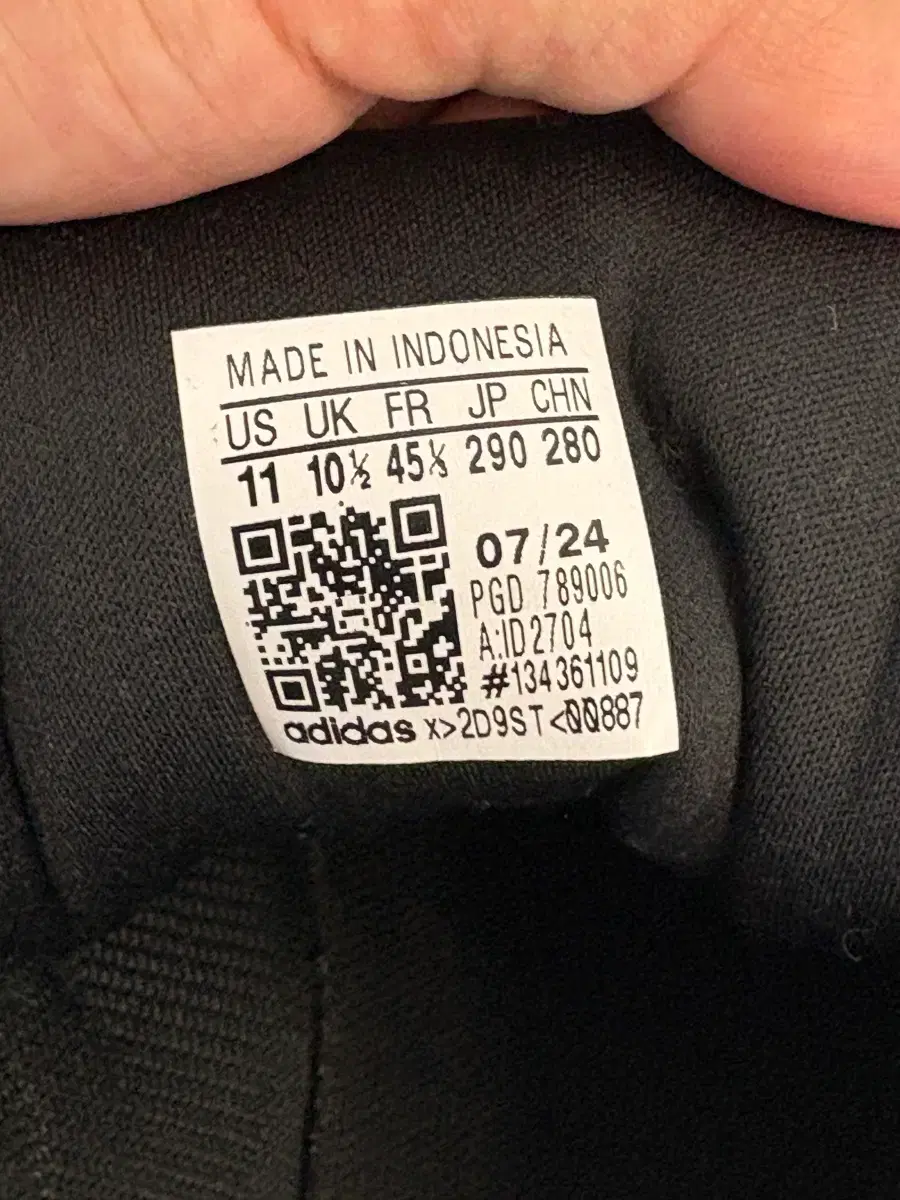 MADE IN INDONESIA
US UK FR JP CHN
11 10½ 45⅓ 290 280
07/24
PGD 789006
A:ID2704
#134361109
adidas X>2D9ST<00887